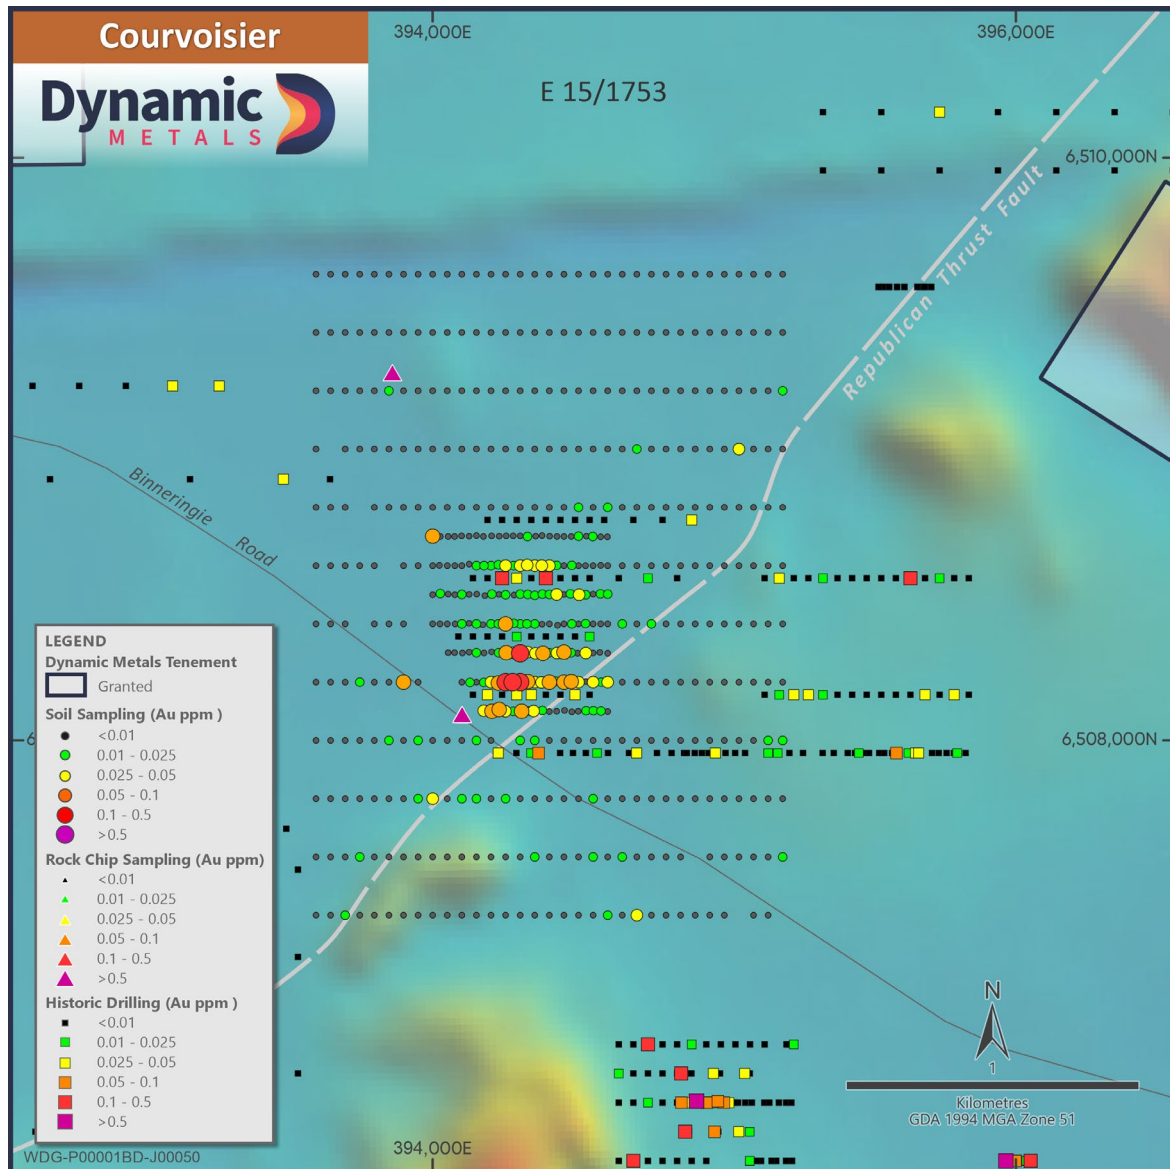 Courvoisier
394,000E
396,000E
Dynamic
METALS
E 15/1753
6,510,000N
Republican Thrust Fault
Binneringie
Road
LEGEND
Dynamic Metals Tenement
Granted
Soil Sampling (Au ppm )
<0.01
0.01 - 0.025
0.025 - 0.05
0.05 - 0.1
0.1 - 0.5
>0.5
Rock Chip Sampling (Au ppm)
<0.01
0.01 - 0.025
0.025 - 0.05
0.05 - 0.1
0.1 - 0.5
>0.5
Historic Drilling (Au ppm )
<0.01
0.01 - 0.025
0.025 - 0.05
0.05 - 0.1
0.1 - 0.5
>0.5
6,508,000N
N
1
Kilometres
GDA 1994 MGA Zone 51
394,000E
WDG-P00001BD-J00050